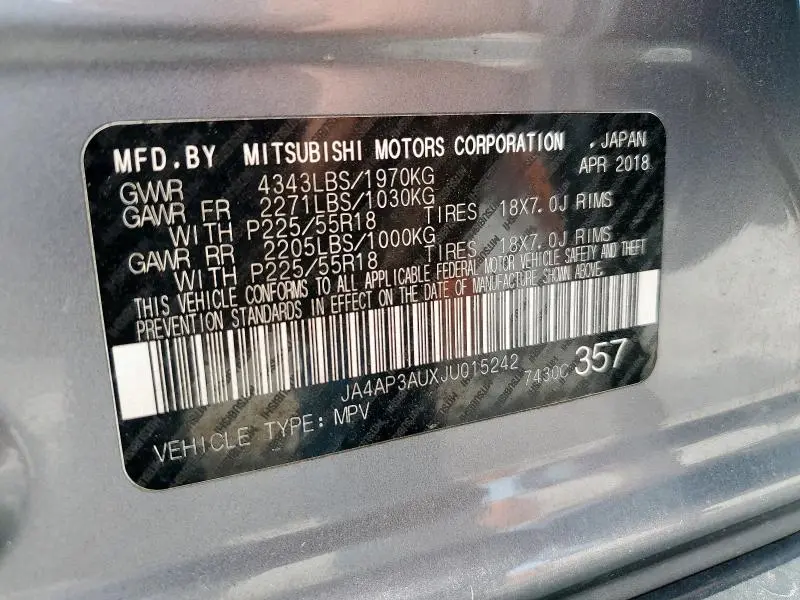 MFD.BY MITSUBISHI MOTORS CORPORATION .JAPAN
APR 2018
GVWR 4343LBS/1970KG
GAWR FR 2271LBS/1030KG
WITH P225/55R18 TIRES 18X7.0J RIMS
GAWR RR 2205LBS/1000KG
WITH P225/55R18 TIRES 18X7.0J RIMS
THIS VEHICLE CONFORMS TO ALL APPLICABLE FEDERAL MOTOR VEHICLE SAFETY AND THEFT
PREVENTION STANDARDS IN EFFECT ON THE DATE OF MANUFACTURE SHOWN ABOVE.
JA4AP3AUXJU015242 7430C 357
VEHICLE TYPE: MPV